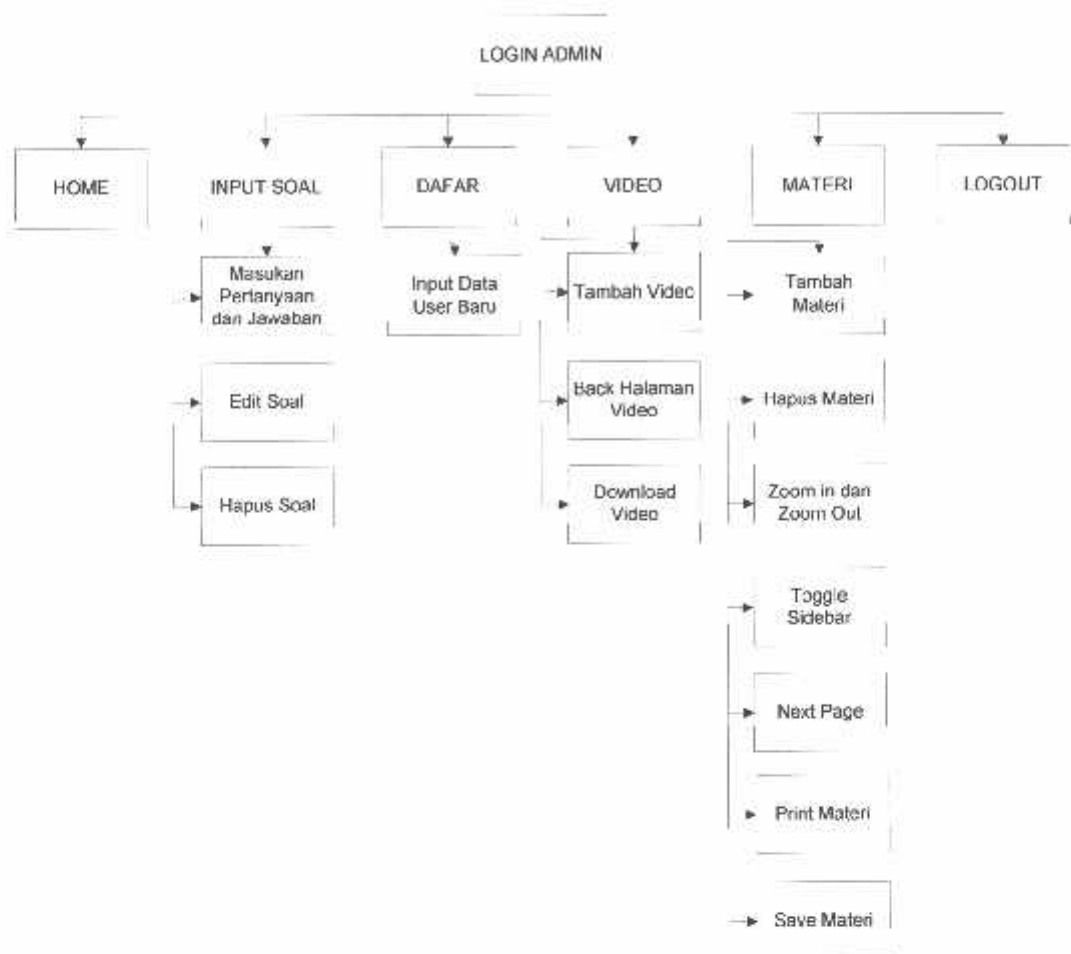 LOGIN ADMIN
HOME
INPUT SOAL
DAFAR
VIDEO
MATERI
LOGOUT
Masukan
Pertanyaan
dan Jawaban
Edit Soal
Hapus Soal
Input Data
User Baru
Tambah Video
Back Halaman
Video
Download
Video
Tambah
Materi
Hapus Materi
Zoom in dan
Zoom Out
Toggle
Sidebar
Next Page
Print Materi
Save Materi